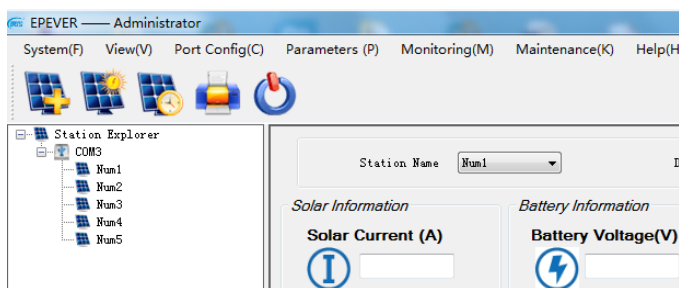 EPEVER —— Administrator
System(F) View(V) Port Config(C) Parameters (P) Monitoring(M) Maintenance(K) Help(H
Station Explorer
COM3
Num1
Num2
Num3
Num4
Num5
Station Name Num1
Solar Information Battery Information
Solar Current (A) Battery Voltage(V)